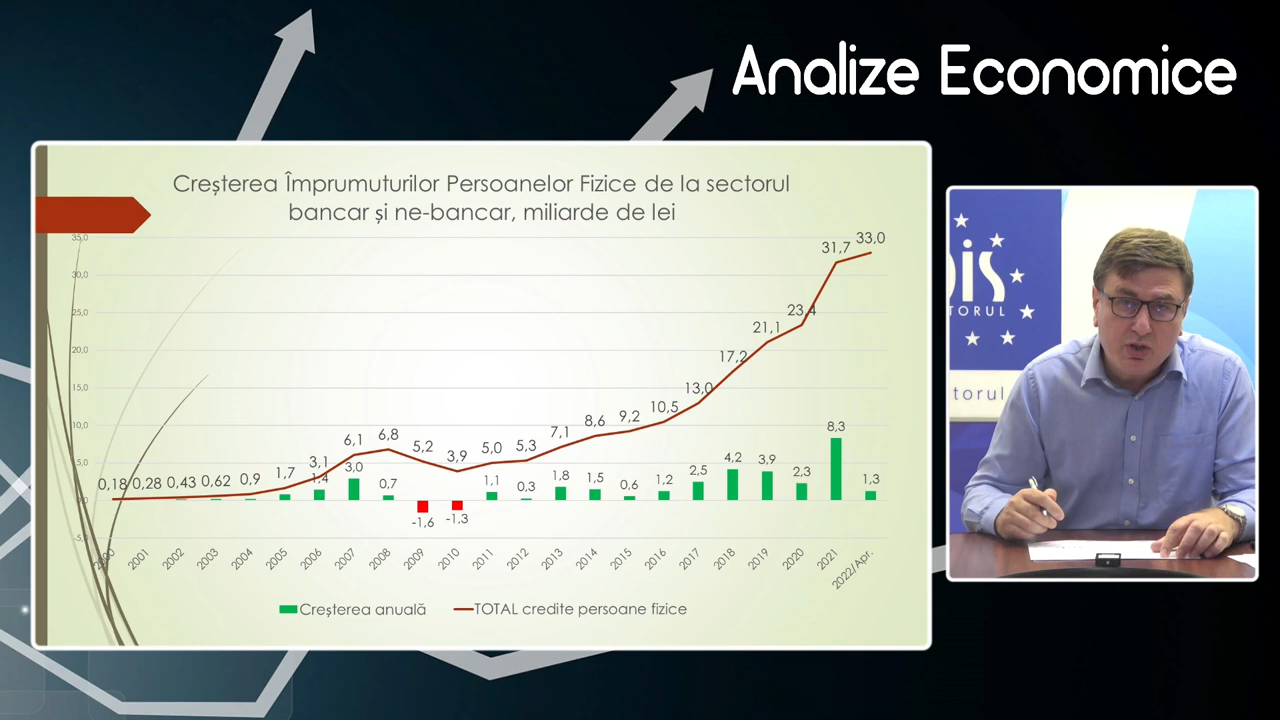 Analize Economice
Creșterea Împrumuturilor Persoanelor Fizice de la sectorul
bancar și ne-bancar, miliarde de lei
35,0
30,0
25,0
20,0
15,0
10,0
5,0
-5,0
0,18 0,28 0,43 0,62 0,9 1,7 3,1 6,1 6,8 5,2 3,9 5,0 5,3 7,1 8,6 9,2 10,5 13,0 17,2 21,1 23,4 31,7 33,0
1,4 3,0 0,7 -1,6 -1,3 1,1 0,3 1,8 1,5 0,6 1,2 2,5 4,2 3,9 2,3 8,3 1,3
2000 2001 2002 2003 2004 2005 2006 2007 2008 2009 2010 2011 2012 2013 2014 2015 2016 2017 2018 2019 2020 2021 2022/Apr.
Creșterea anuală
TOTAL credite persoane fizice
TORUL
torul